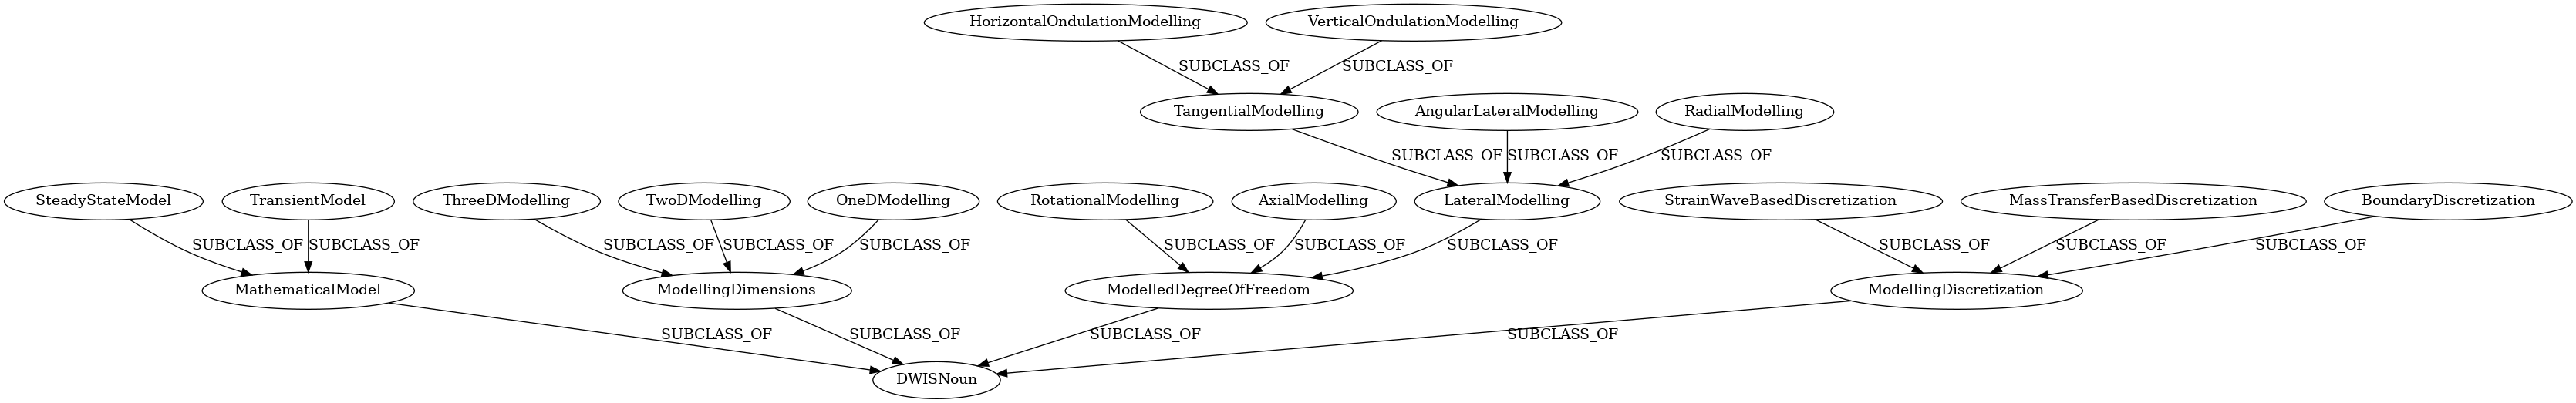 HorizontalOndulationModelling VerticalOndulationModelling
SUBCLASS_OF SUBCLASS_OF
TangentialModelling AngularLateralModelling RadialModelling
SUBCLASS_OF SUBCLASS_OF SUBCLASS_OF
SteadyStateModel TransientModel ThreeDModelling TwoDModelling OneDModelling RotationalModelling AxialModelling LateralModelling StrainWaveBasedDiscretization MassTransferBasedDiscretization BoundaryDiscretization
SUBCLASS_OF SUBCLASS_OF SUBCLASS_OF SUBCLASS_OF SUBCLASS_OF SUBCLASS_OF SUBCLASS_OF SUBCLASS_OF SUBCLASS_OF SUBCLASS_OF SUBCLASS_OF
MathematicalModel ModellingDimensions ModelledDegreeOfFreedom ModellingDiscretization
SUBCLASS_OF SUBCLASS_OF SUBCLASS_OF SUBCLASS_OF
DWISNoun